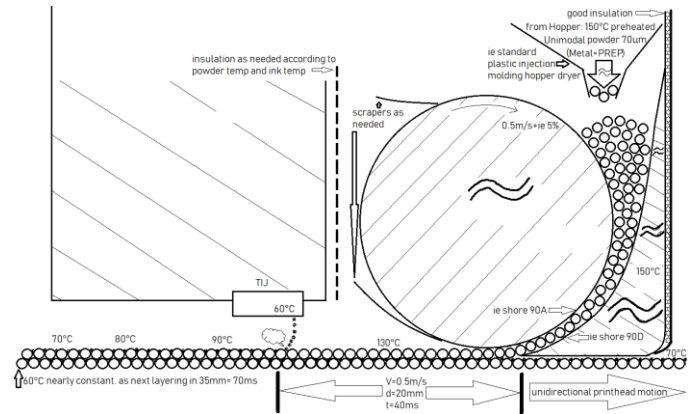 good insulation
from Hopper: 150°C preheated
Unimodal powder 70um
(Metal=PREP)
ie standard
plastic injection
molding hopper dryer
insulation as needed according to
powder temp and ink temp
scrapers as
needed
0.5m/s+ie 5%
TIJ
60°C
150°C
ie shore 90A
ie shore 90D
70°C
80°C
90°C
130°C
70°C
60°C nearly constant. as next layering in 35mm= 70ms
V=0.5m/s
d=20mm
t=40ms
unidirectional printhead motion